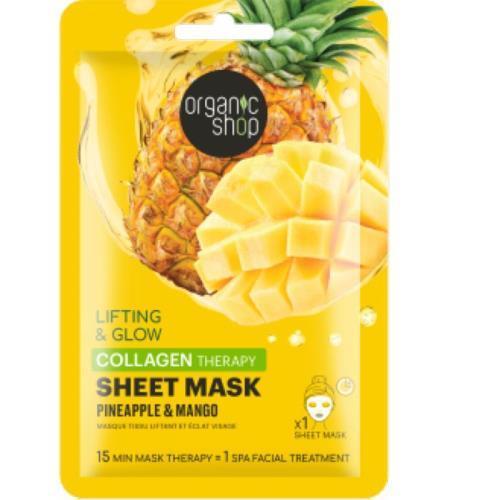 organic
shop
LIFTING
& GLOW
COLLAGEN THERAPY
SHEET MASK
PINEAPPLE & MANGO
MASQUE TISSU LIFTANT ET ÉCLAT VISAGE
x1
SHEET MASK
15 MIN MASK THERAPY = 1 SPA FACIAL TREATMENT